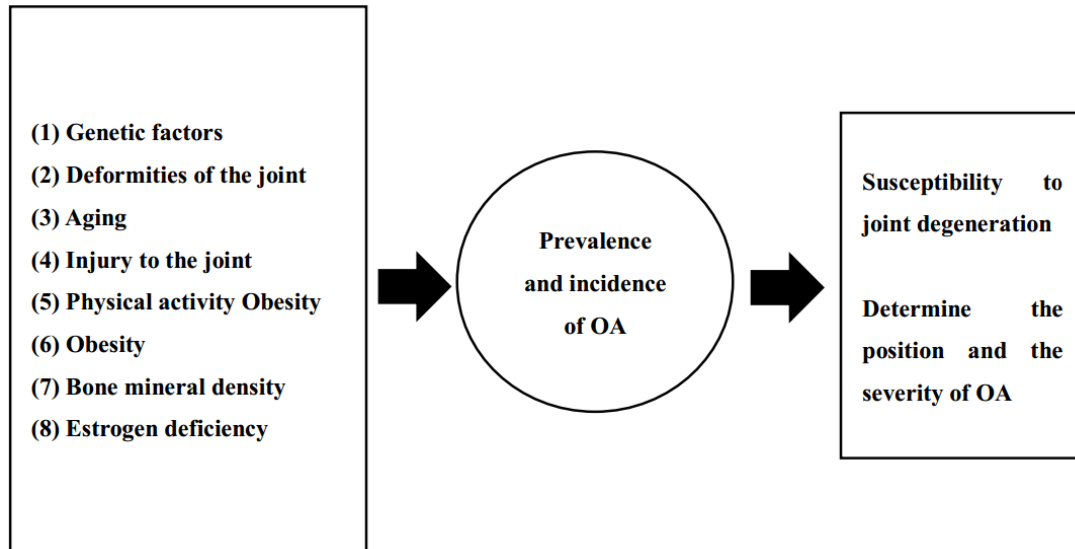 (1) Genetic factors
(2) Deformities of the joint
(3) Aging
(4) Injury to the joint
(5) Physical activity Obesity
(6) Obesity
(7) Bone mineral density
(8) Estrogen deficiency
Prevalence
and incidence
of OA
Susceptibility to
joint degeneration
Determine the
position and the
severity of OA